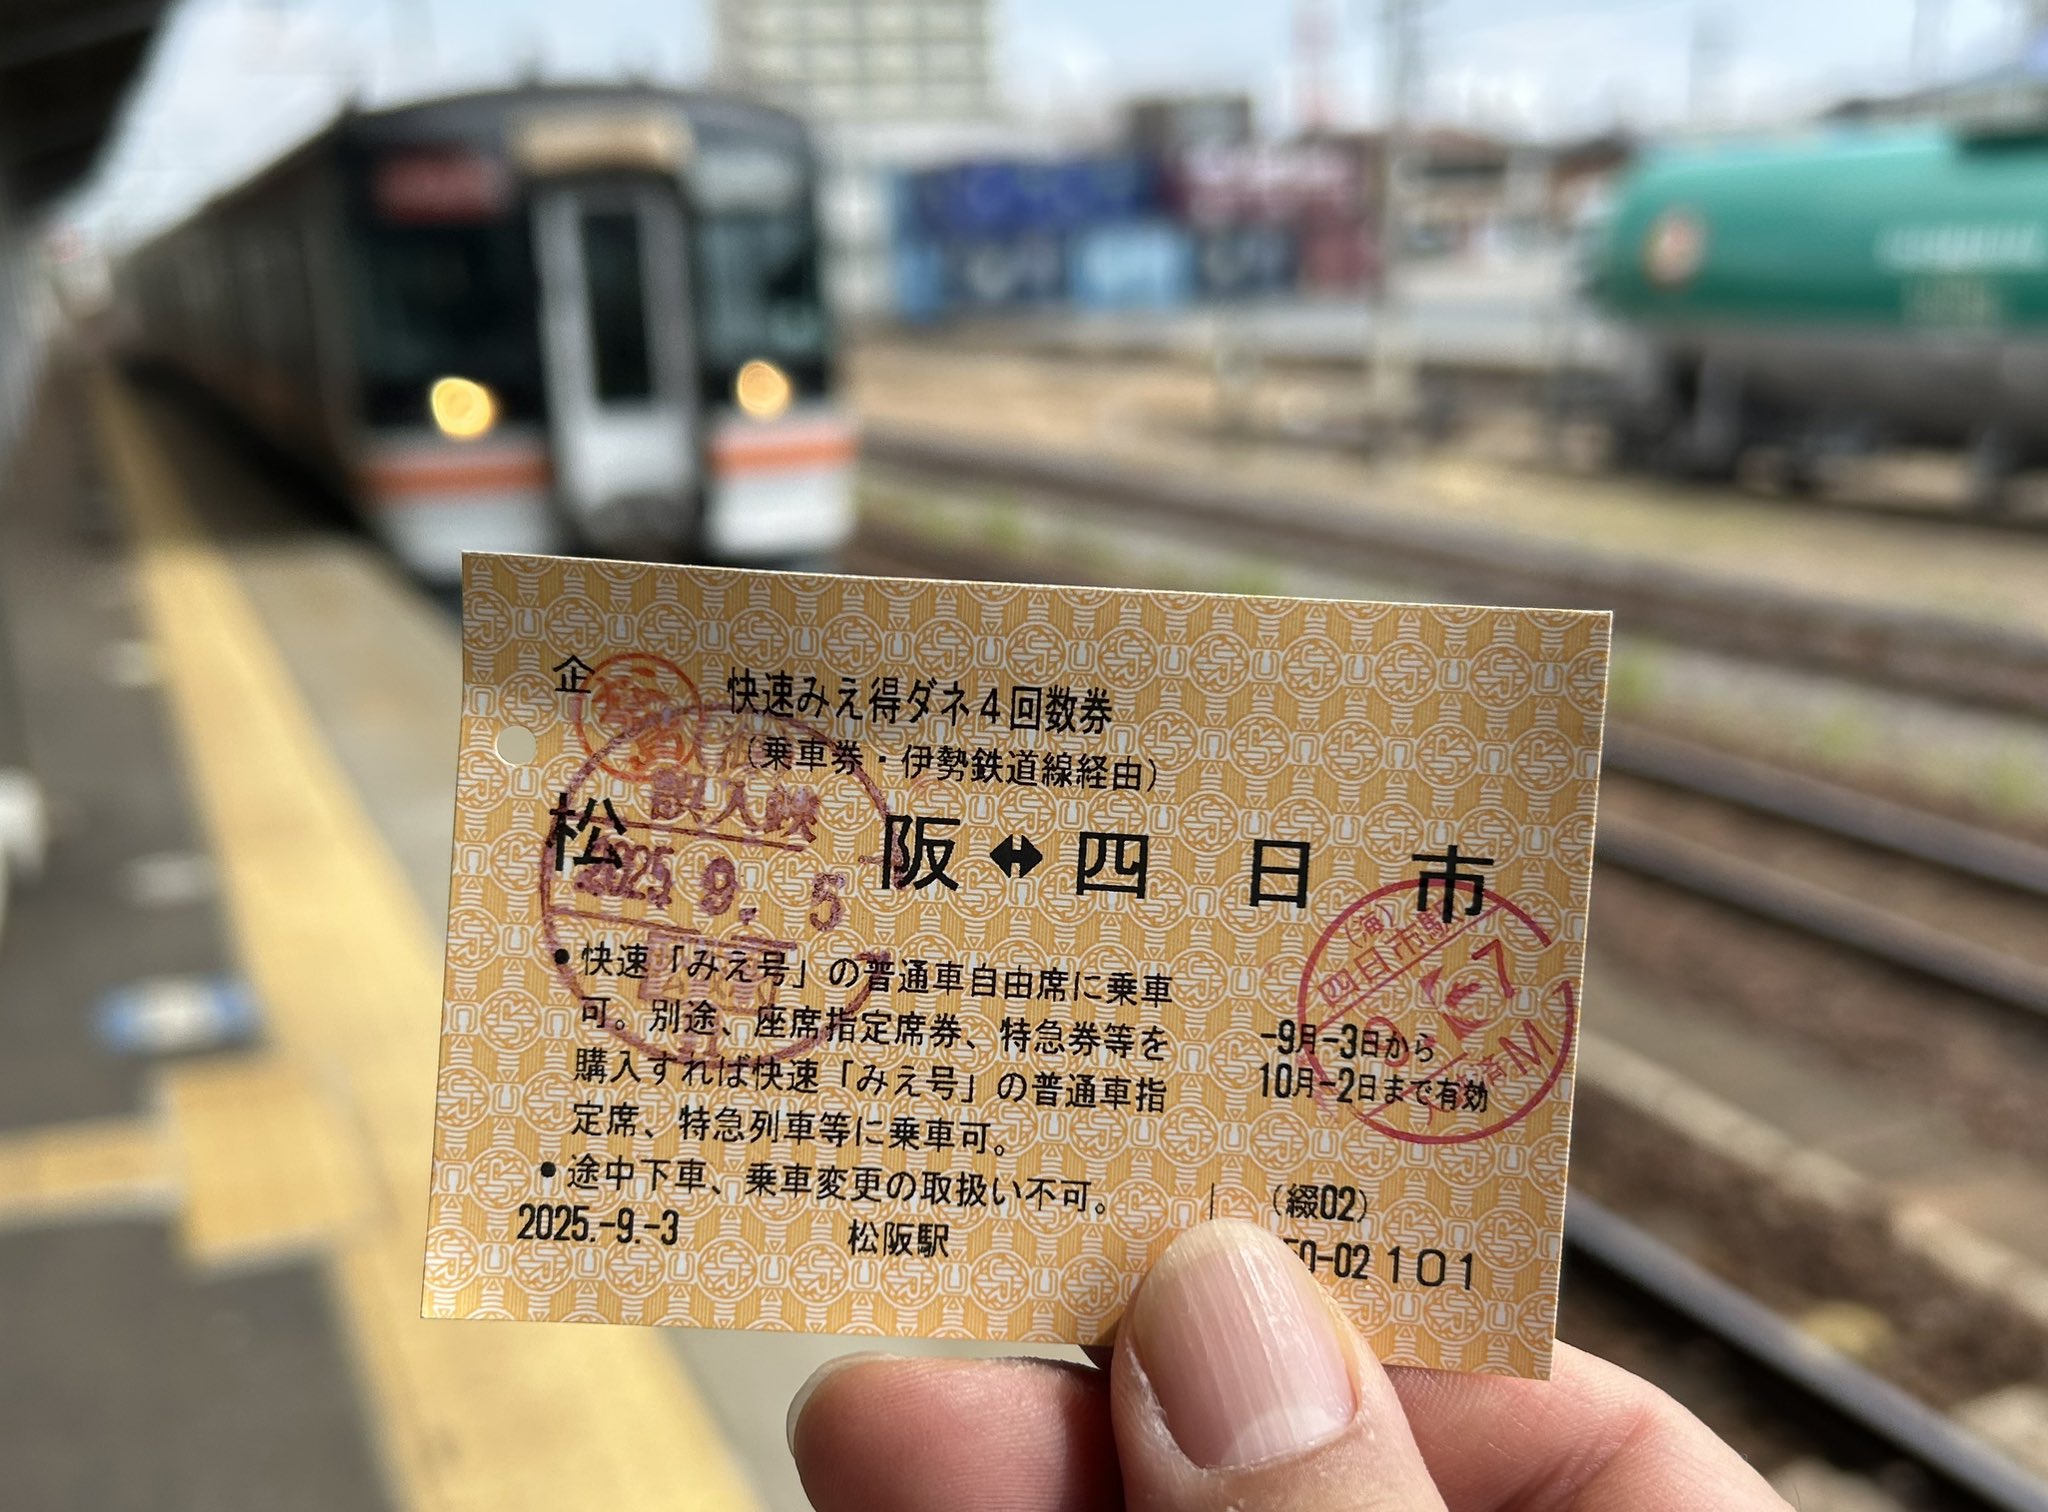 企 快速みえ得ダネ4回数券
(乗車券・伊勢鉄道線経由)
松 阪 ↔ 四 日 市
誤入鋏
2025.9.5
(海)
四日市駅
•快速「みえ号」の普通車自由席に乗車
可。別途、座席指定席券、特急券等を
購入すれば快速「みえ号」の普通車指
定席、特急列車等に乗車可。
•途中下車、乗車変更の取扱い不可。
-9月-3日から
10月-2日まで有効
2025.-9.-3 松阪駅
(綴02)
0-02 101